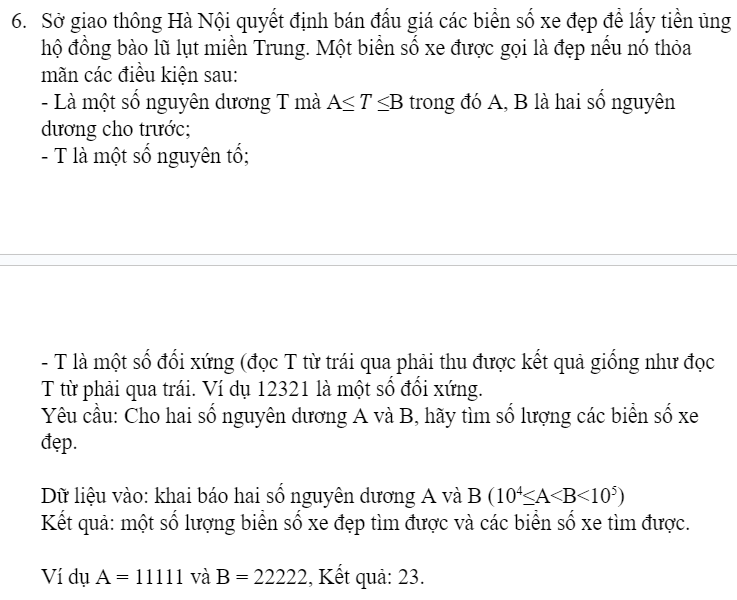 6. Sở giao thông Hà Nội quyết định bán đấu giá các biển số xe đẹp để lấy tiền ủng
hộ đồng bào lũ lụt miền Trung. Một biển số xe được gọi là đẹp nếu nó thỏa
mãn các điều kiện sau:
- Là một số nguyên dương T mà A≤ T ≤B trong đó A, B là hai số nguyên
dương cho trước;
- T là một số nguyên tố;
- T là một số đối xứng (đọc T từ trái qua phải thu được kết quả giống như đọc
T từ phải qua trái. Ví dụ 12321 là một số đối xứng.
Yêu cầu: Cho hai số nguyên dương A và B, hãy tìm số lượng các biển số xe
đẹp.
Dữ liệu vào: khai báo hai số nguyên dương A và B (10⁴≤A<B<10⁵)
Kết quả: một số lượng biển số xe đẹp tìm được và các biển số xe tìm được.
Ví dụ A = 11111 và B = 22222, Kết quả: 23.